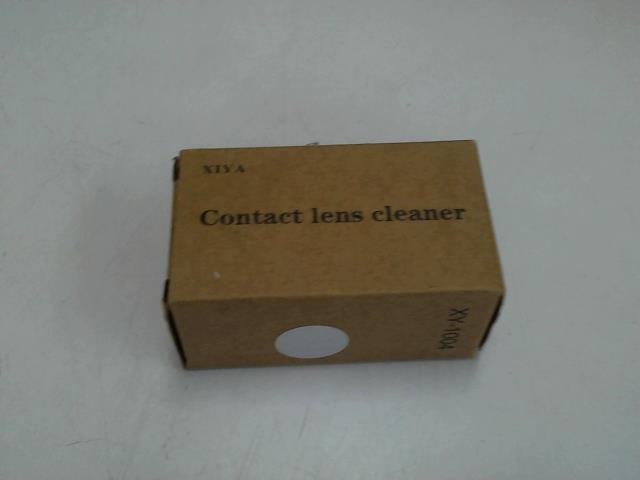 XIYA
Contact lens cleaner
XY-1004